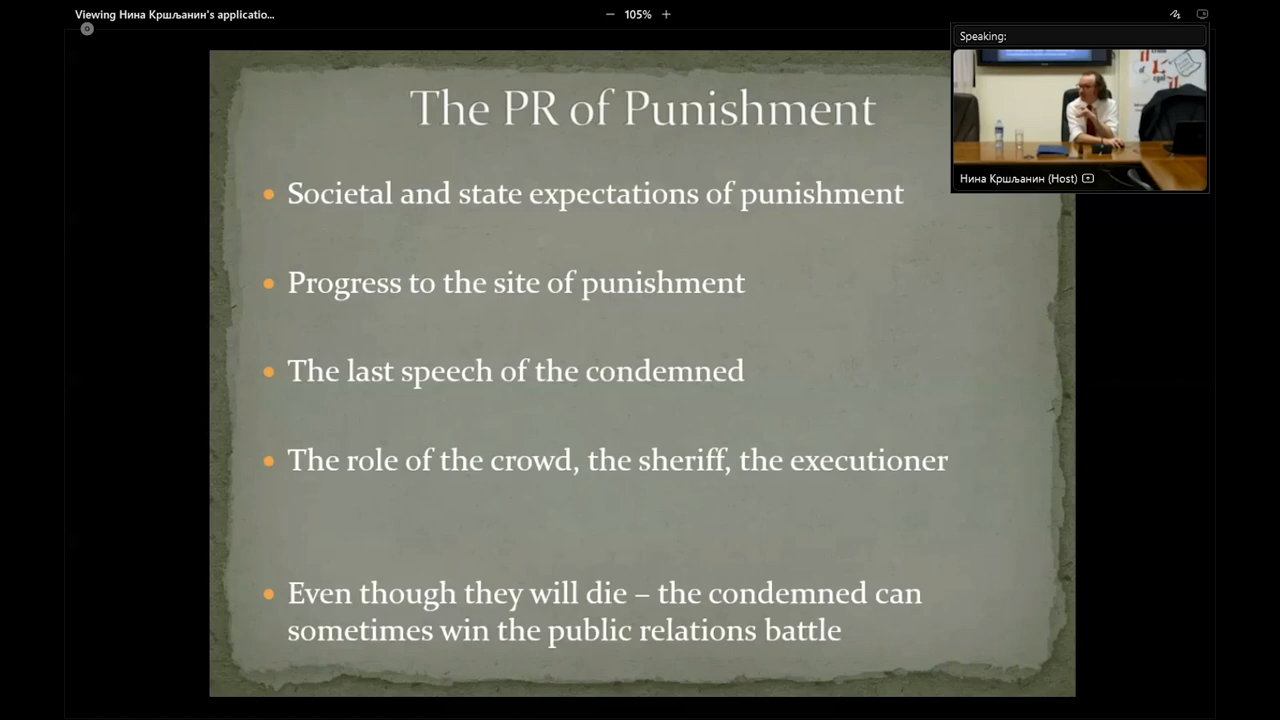 Viewing Нина Кршљанин's applicatio...
105%
Speaking:
The PR of Punishment
Societal and state expectations of punishment
Нина Кршљанин (Host)
Progress to the site of punishment
The last speech of the condemned
The role of the crowd, the sheriff, the executioner
Even though they will die – the condemned can
sometimes win the public relations battle